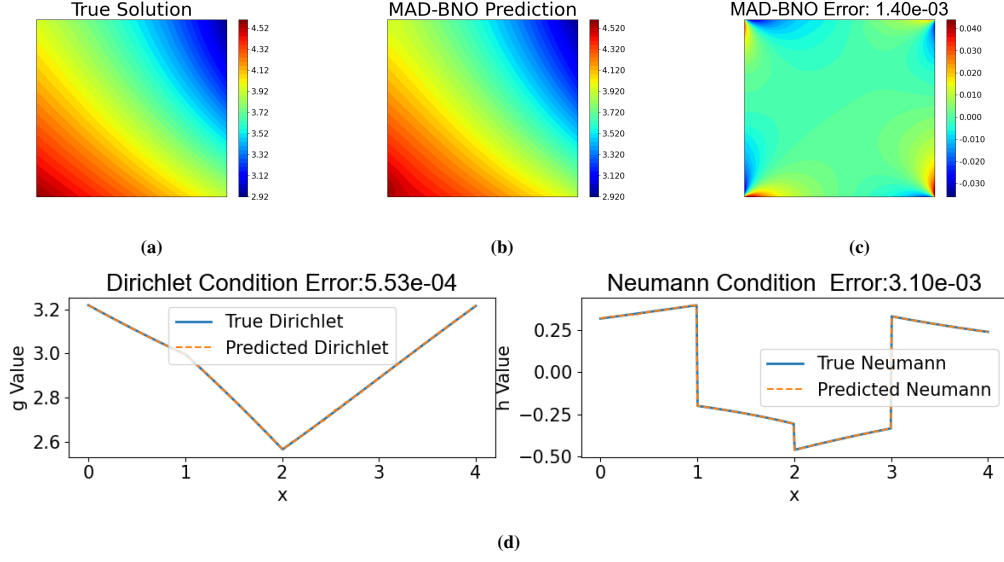 True Solution
4.52
4.32
4.12
3.92
3.72
3.52
3.32
3.12
2.92
(a)
MAD-BNO Prediction
4.520
4.320
4.120
3.920
3.720
3.520
3.320
3.120
2.920
(b)
MAD-BNO Error: 1.40e-03
0.040
0.030
0.020
0.010
0.000
-0.010
-0.020
-0.030
(c)
Dirichlet Condition Error:5.53e-04
g Value
3.2
3.0
2.8
2.6
True Dirichlet
Predicted Dirichlet
0 1 2 3 4
x
Neumann Condition Error:3.10e-03
h Value
0.25
0.00
−0.25
−0.50
True Neumann
Predicted Neumann
0 1 2 3 4
x
(d)